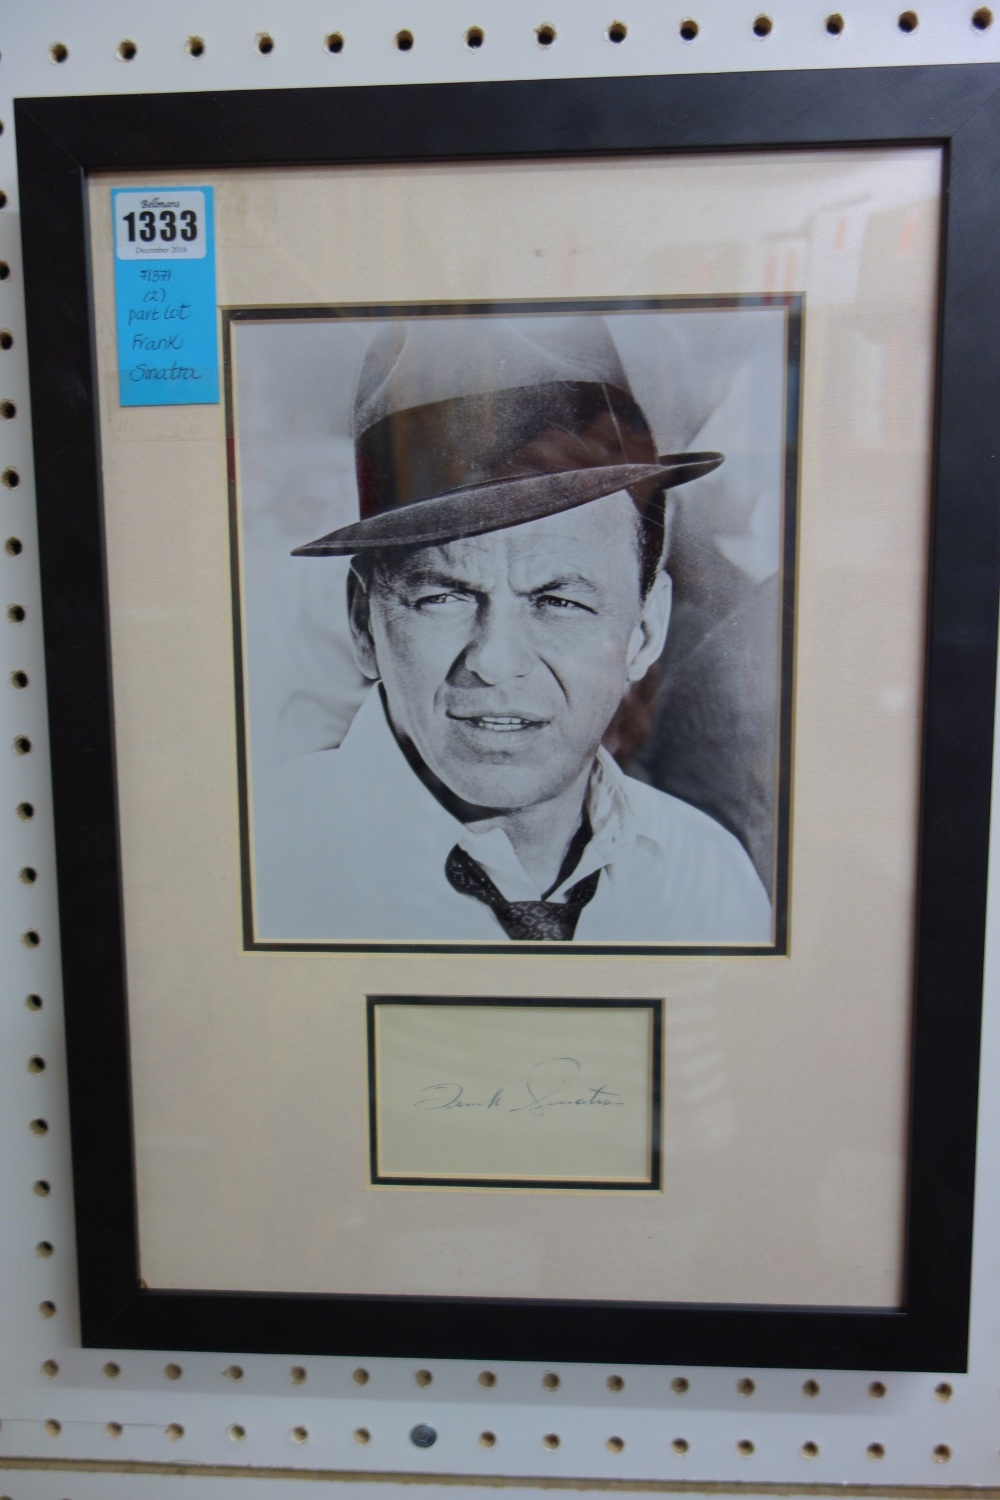 Bellmans
1333
December 2016
71371
(2)
part lot
Frank
Sinatra
Frank Sinatra